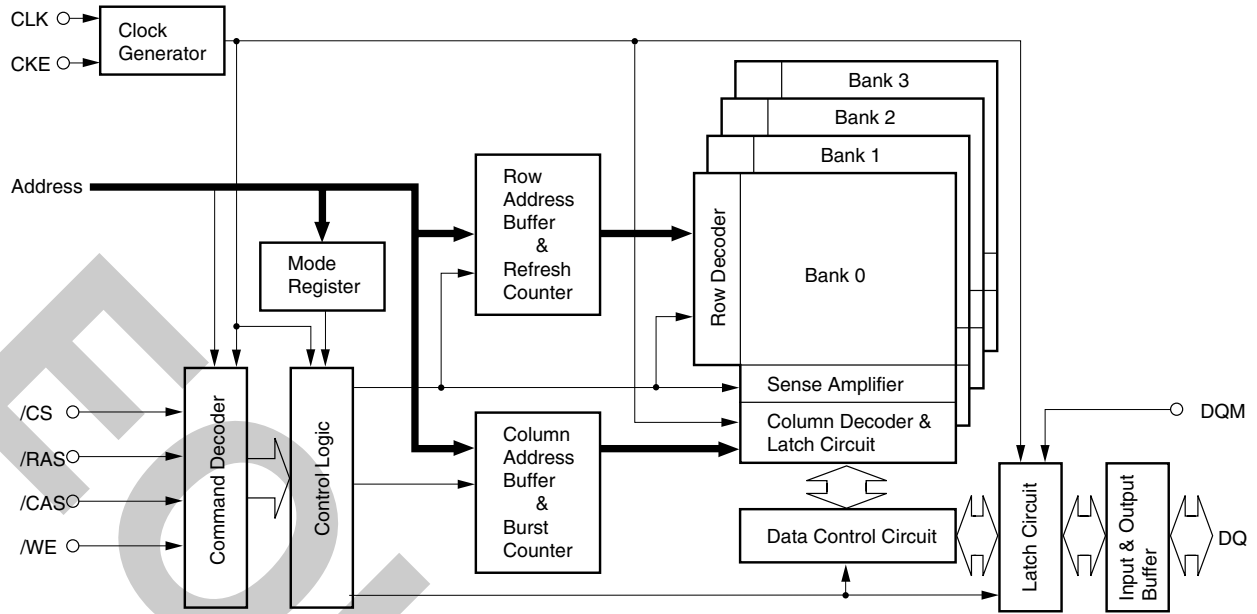 CLK
CKE
Clock
Generator
Bank 3
Bank 2
Bank 1
Address
Row
Address
Buffer
&
Refresh
Counter
Row Decoder
Bank 0
Mode
Register
Sense Amplifier
Column Decoder &
Latch Circuit
/CS
/RAS
/CAS
/WE
Command Decoder
Control Logic
Column
Address
Buffer
&
Burst
Counter
Data Control Circuit
DQM
Latch Circuit
Input & Output
Buffer
DQ